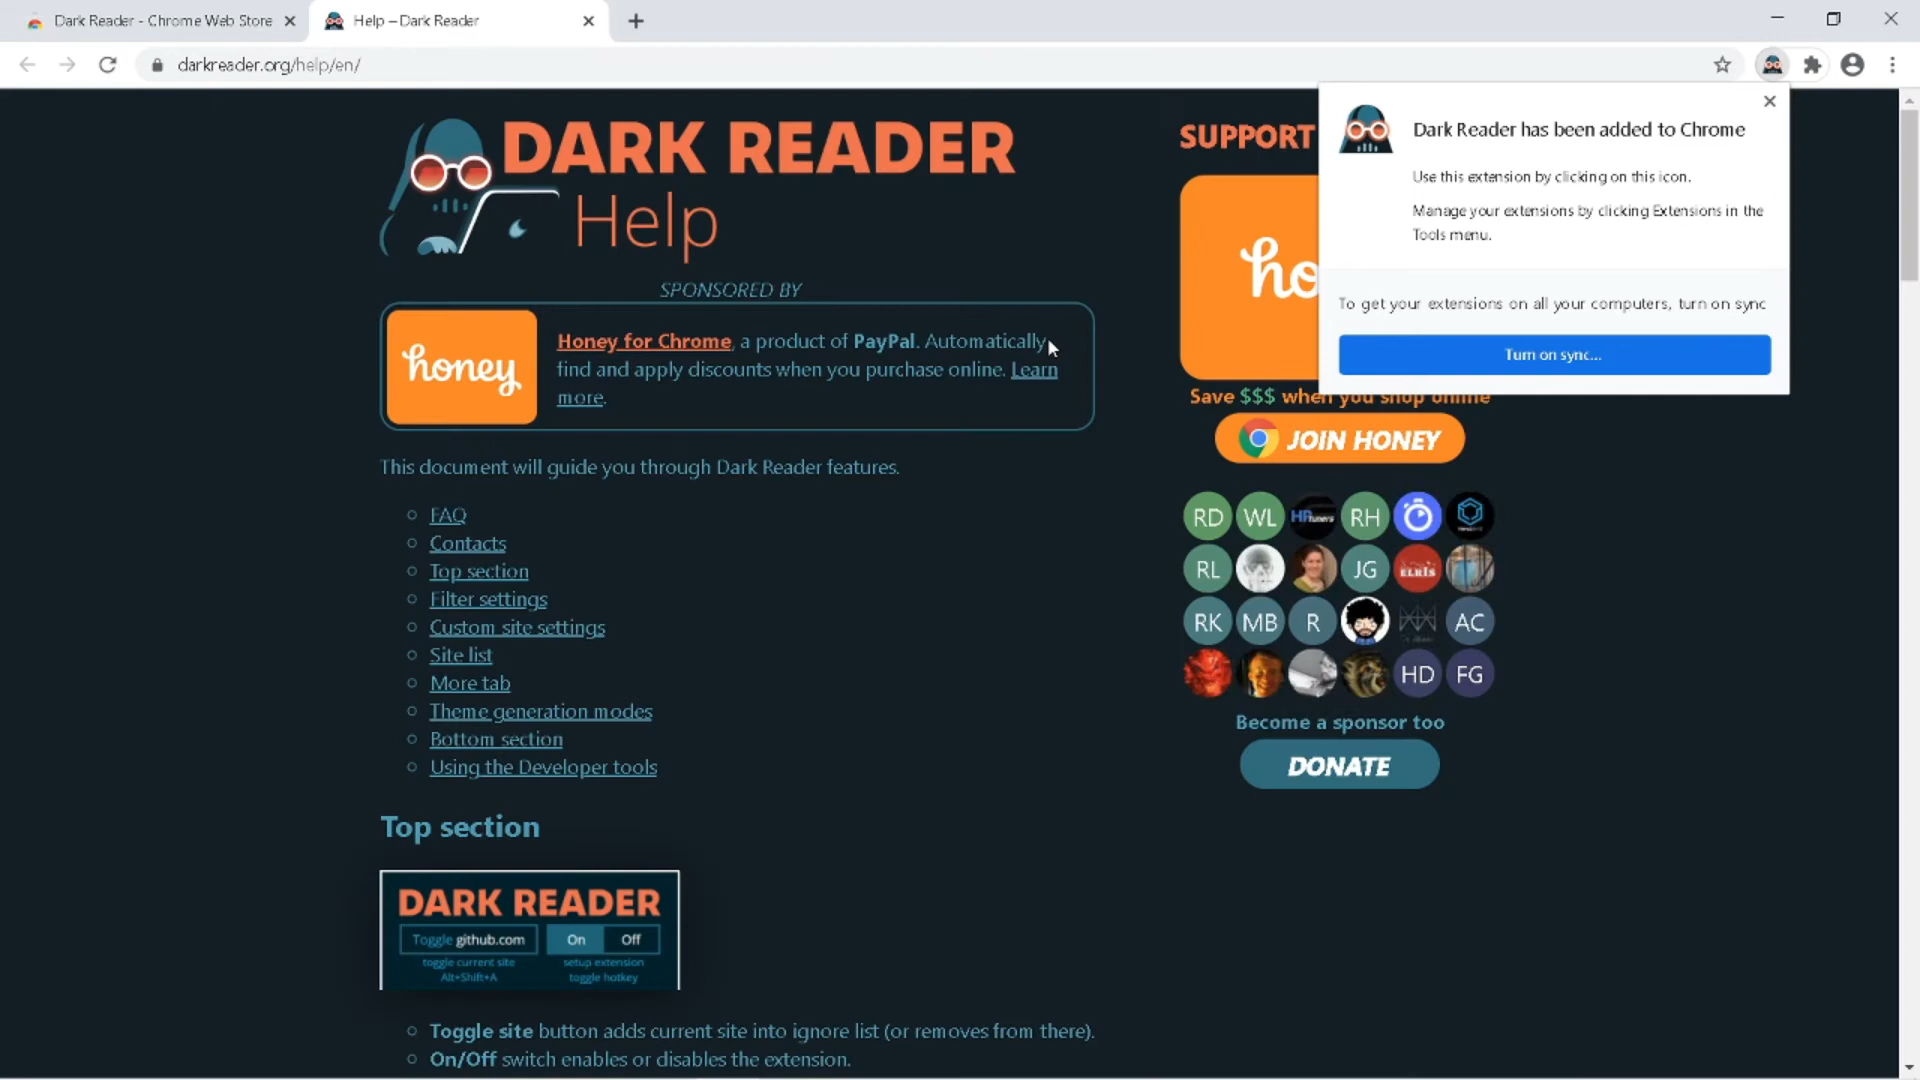 Dark Reader - Chrome Web Store
Help – Dark Reader
darkreader.org/help/en/
DARK READER
Help
SPONSORED BY
honey
Honey for Chrome, a product of PayPal. Automatically
find and apply discounts when you purchase online. Learn
more.
This document will guide you through Dark Reader features.
FAQ
Contacts
Top section
Filter settings
Custom site settings
Site list
More tab
Theme generation modes
Bottom section
Using the Developer tools
Top section
DARK READER
Toggle github.com
On
Off
toggle current site
Alt+Shift+A
setup extension
toggle hotkey
Toggle site button adds current site into ignore list (or removes from there).
On/Off switch enables or disables the extension.
SUPPORT
ho
Dark Reader has been added to Chrome
Use this extension by clicking on this icon.
Manage your extensions by clicking Extensions in the
Tools menu.
To get your extensions on all your computers, turn on sync
Turn on sync...
Save $$$ when you shop online
JOIN HONEY
RD
WL
HPtuners
RH
RL
JG
RK
MB
R
AC
HD
FG
Become a sponsor too
DONATE